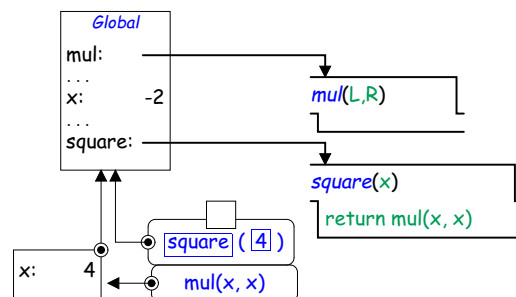 Global
mul:
...
x: -2
...
square:
mul(L,R)
square(x)
return mul(x, x)
square ( 4 )
x: 4
mul(x, x)